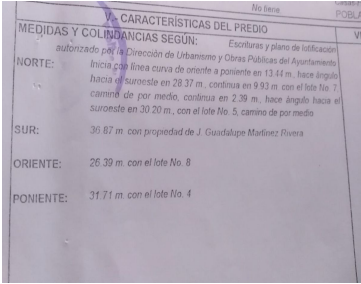 No tiene
POBLA
V.- CARACTERÍSTICAS DEL PREDIO
MEDIDAS Y COLINDANCIAS SEGÚN: Escrituras y plano de lotificación
autorizado por la Dirección de Urbanismo y Obras Públicas del Ayuntamiento
NORTE: Inicia con línea curva de oriente a poniente en 13.44 m., hace ángulo
hacia el suroeste en 28.37 m., continua en 9.93 m. con el lote No. 7,
camino de por medio, continua en 2.39 m., hace ángulo hacia el
suroeste en 30.20 m., con el lote No. 5, camino de por medio
SUR: 36.87 m. con propiedad de J. Guadalupe Martínez Rivera
ORIENTE: 26.39 m. con el lote No. 8
PONIENTE: 31.71 m. con el lote No. 4